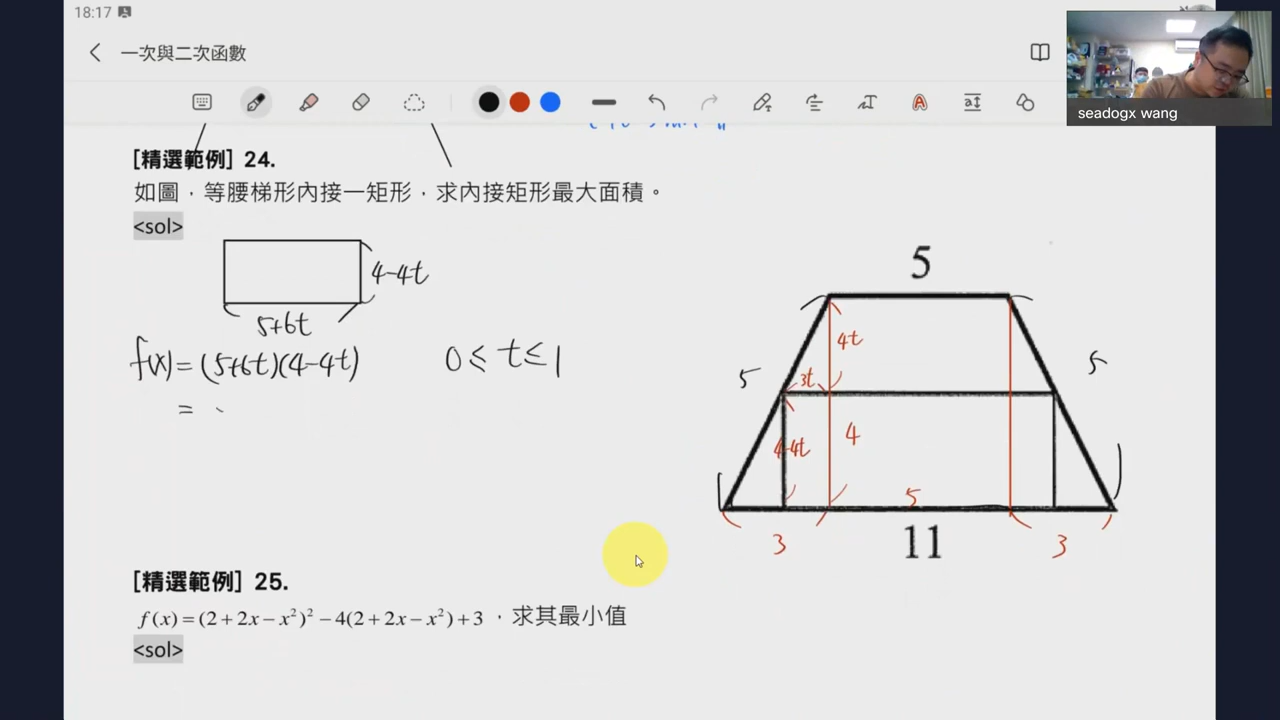 18:17
一次與二次函數
seadogx wang
[精選範例] 24.
如圖，等腰梯形內接一矩形，求內接矩形最大面積。
<sol>
4-4t
5+6t
f(x)=(5+6t)(4-4t)
0≤t≤1
=
5
4t
5
3t
5
4-4t
4
5
3
11
3
[精選範例] 25.
f(x)=(2+2x-x²)²-4(2+2x-x²)+3，求其最小值
<sol>